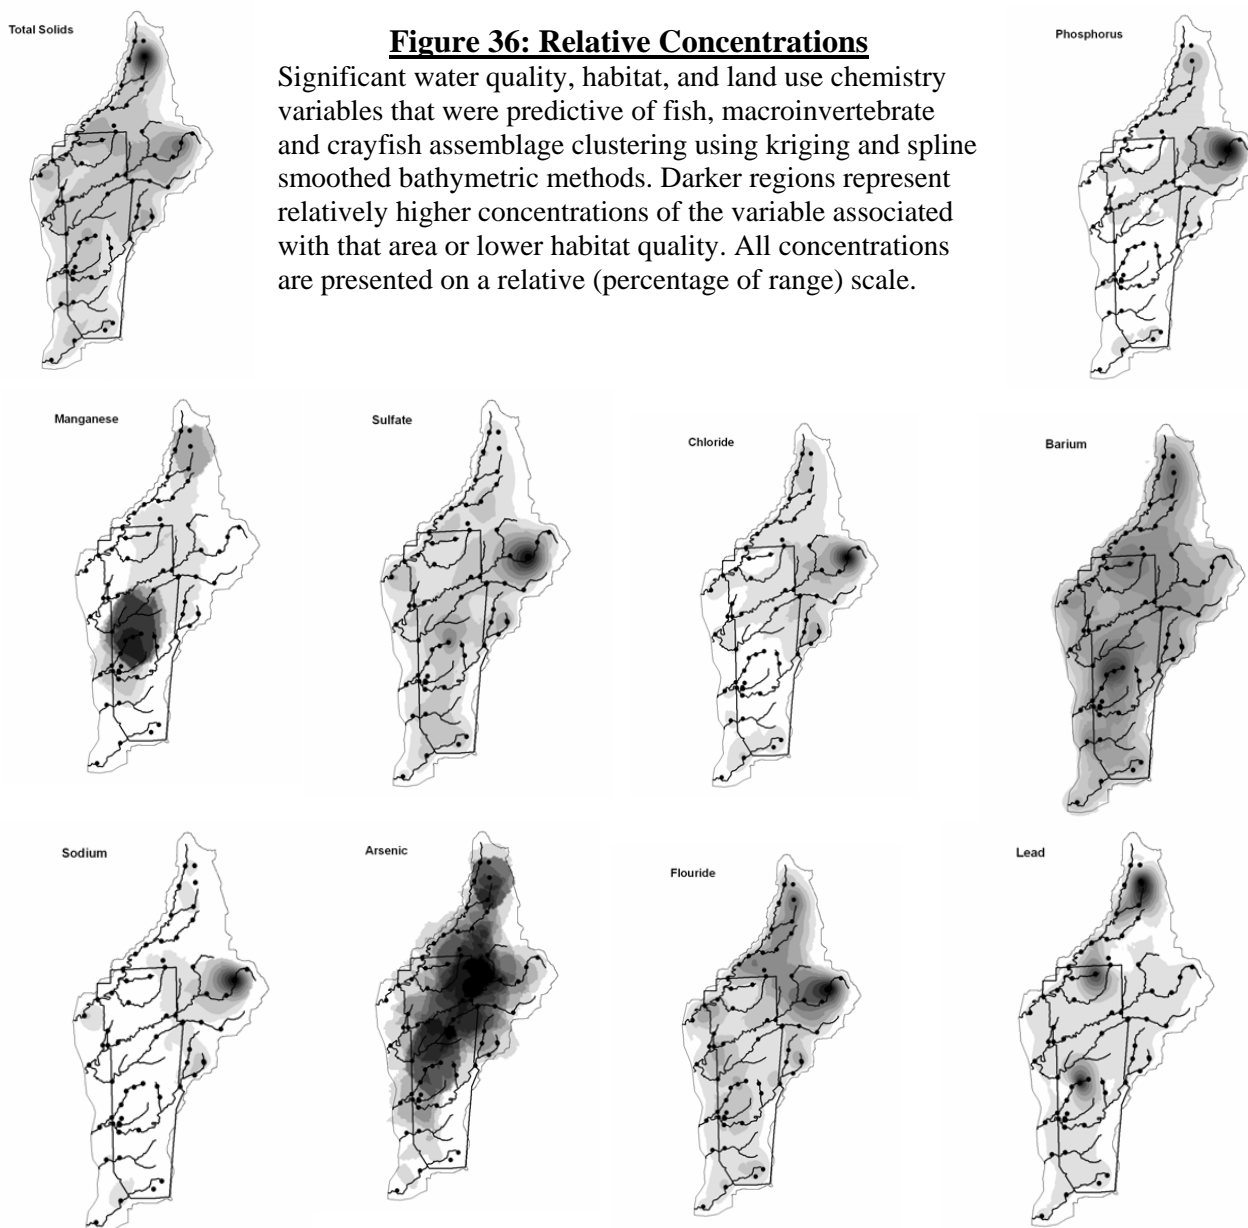 Total Solids
Figure 36: Relative Concentrations
Significant water quality, habitat, and land use chemistry
variables that were predictive of fish, macroinvertebrate
and crayfish assemblage clustering using kriging and spline
smoothed bathymetric methods. Darker regions represent
relatively higher concentrations of the variable associated
with that area or lower habitat quality. All concentrations
are presented on a relative (percentage of range) scale.
Phosphorus
Manganese
Sulfate
Chloride
Barium
Sodium
Arsenic
Flouride
Lead